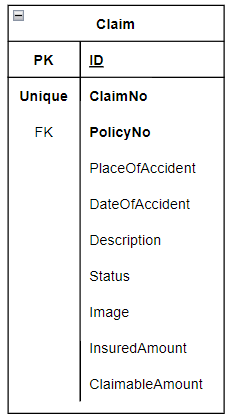 Claim
PK ID
Unique ClaimNo
FK PolicyNo
PlaceOfAccident
DateOfAccident
Description
Status
Image
InsuredAmount
ClaimableAmount